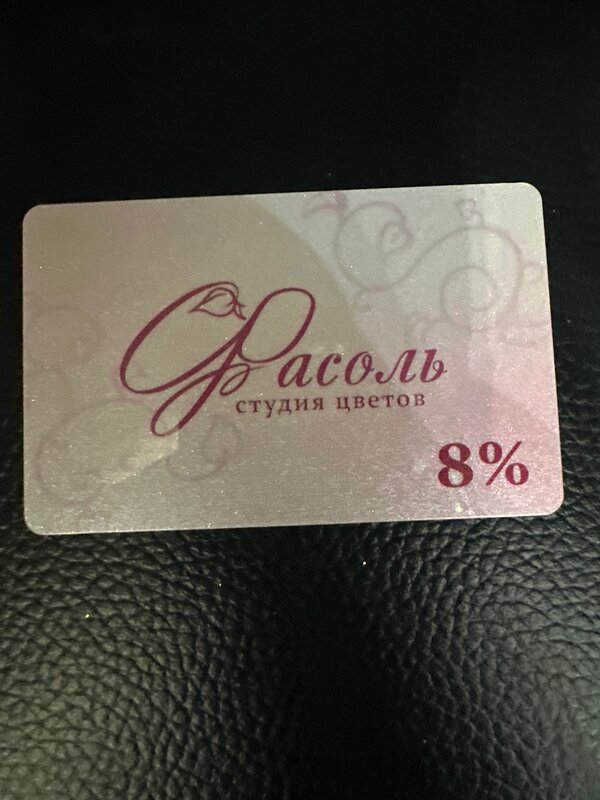 Фасоль
студия цветов
8%